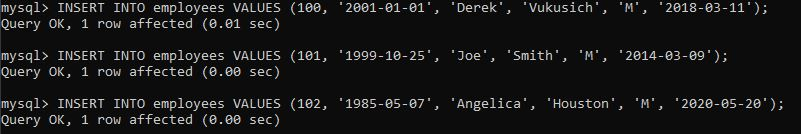 mysql> INSERT INTO employees VALUES (100, '2001-01-01', 'Derek', 'Vukusich', 'M', '2018-03-11');
Query OK, 1 row affected (0.01 sec)
mysql> INSERT INTO employees VALUES (101, '1999-10-25', 'Joe', 'Smith', 'M', '2014-03-09');
Query OK, 1 row affected (0.00 sec)
mysql> INSERT INTO employees VALUES (102, '1985-05-07', 'Angelica', 'Houston', 'M', '2020-05-20');
Query OK, 1 row affected (0.00 sec)